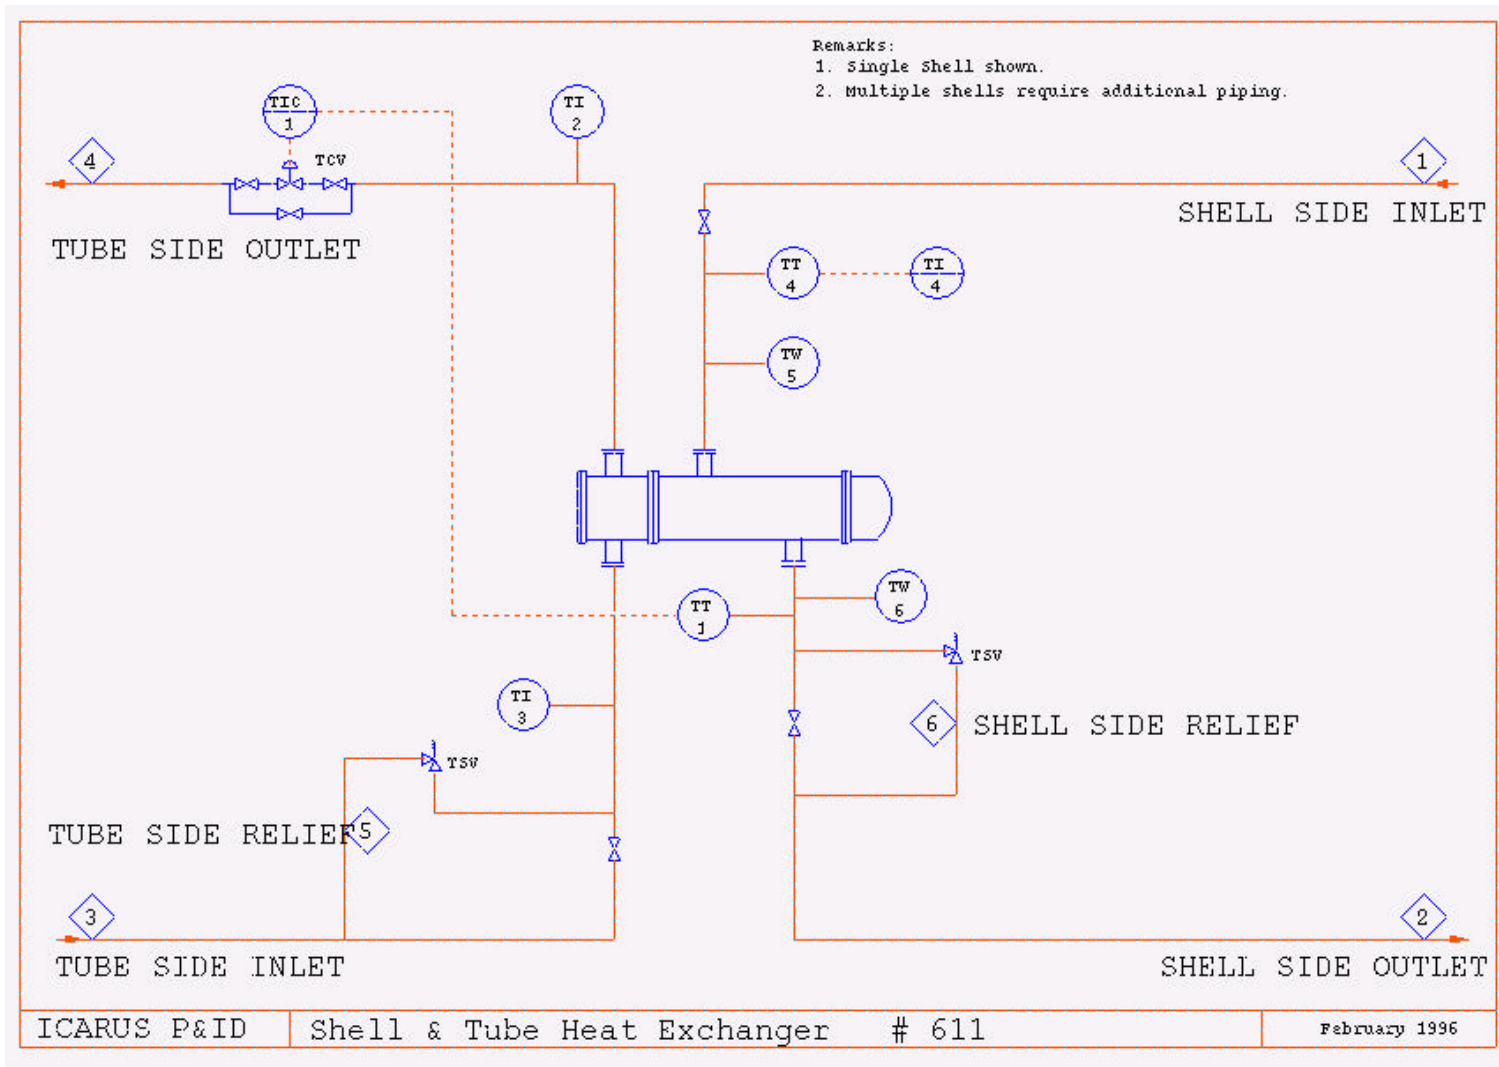 Remarks:
1. Single Shell shown.
2. Multiple shells require additional piping.
TIC
1
TI
2
TCV
4
1
TUBE SIDE OUTLET
SHELL SIDE INLET
TT
4
TI
4
TW
5
TW
6
TT
1
TSV
TI
3
6
SHELL SIDE RELIEF
TSV
TUBE SIDE RELIEF
5
3
2
TUBE SIDE INLET
SHELL SIDE OUTLET
ICARUS P&ID
Shell & Tube Heat Exchanger # 611
February 1996